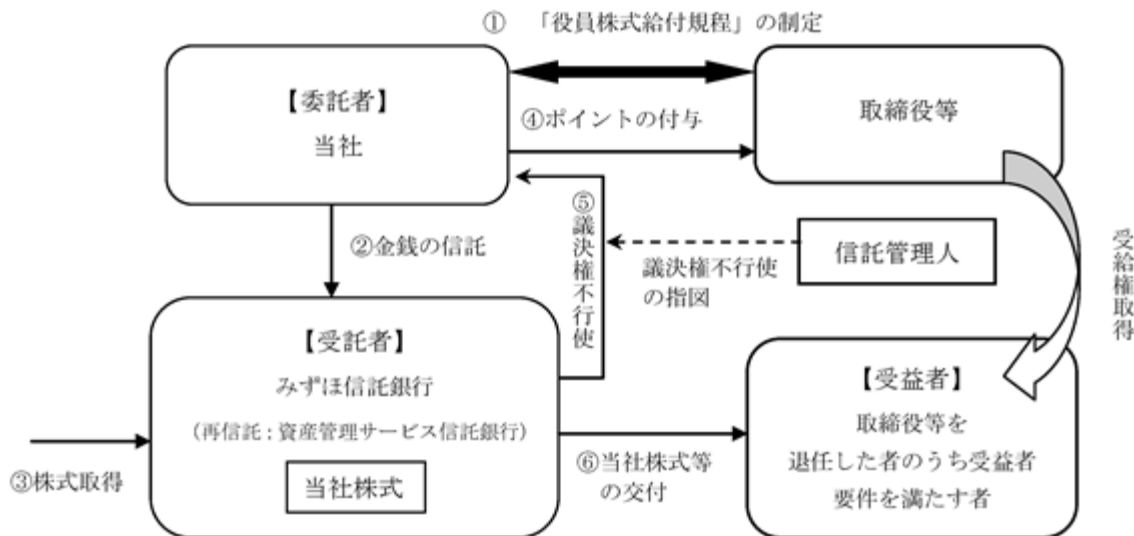 ① 「役員株式給付規程」の制定
【委託者】
当社
④ポイントの付与
取締役等
②金銭の信託
⑤議決権不行使
議決権不行使
の指図
信託管理人
受給権取得
【受託者】
みずほ信託銀行
（再信託：資産管理サービス信託銀行）
当社株式
③株式取得
⑥当社株式等
の交付
【受益者】
取締役等を
退任した者のうち受益者
要件を満たす者